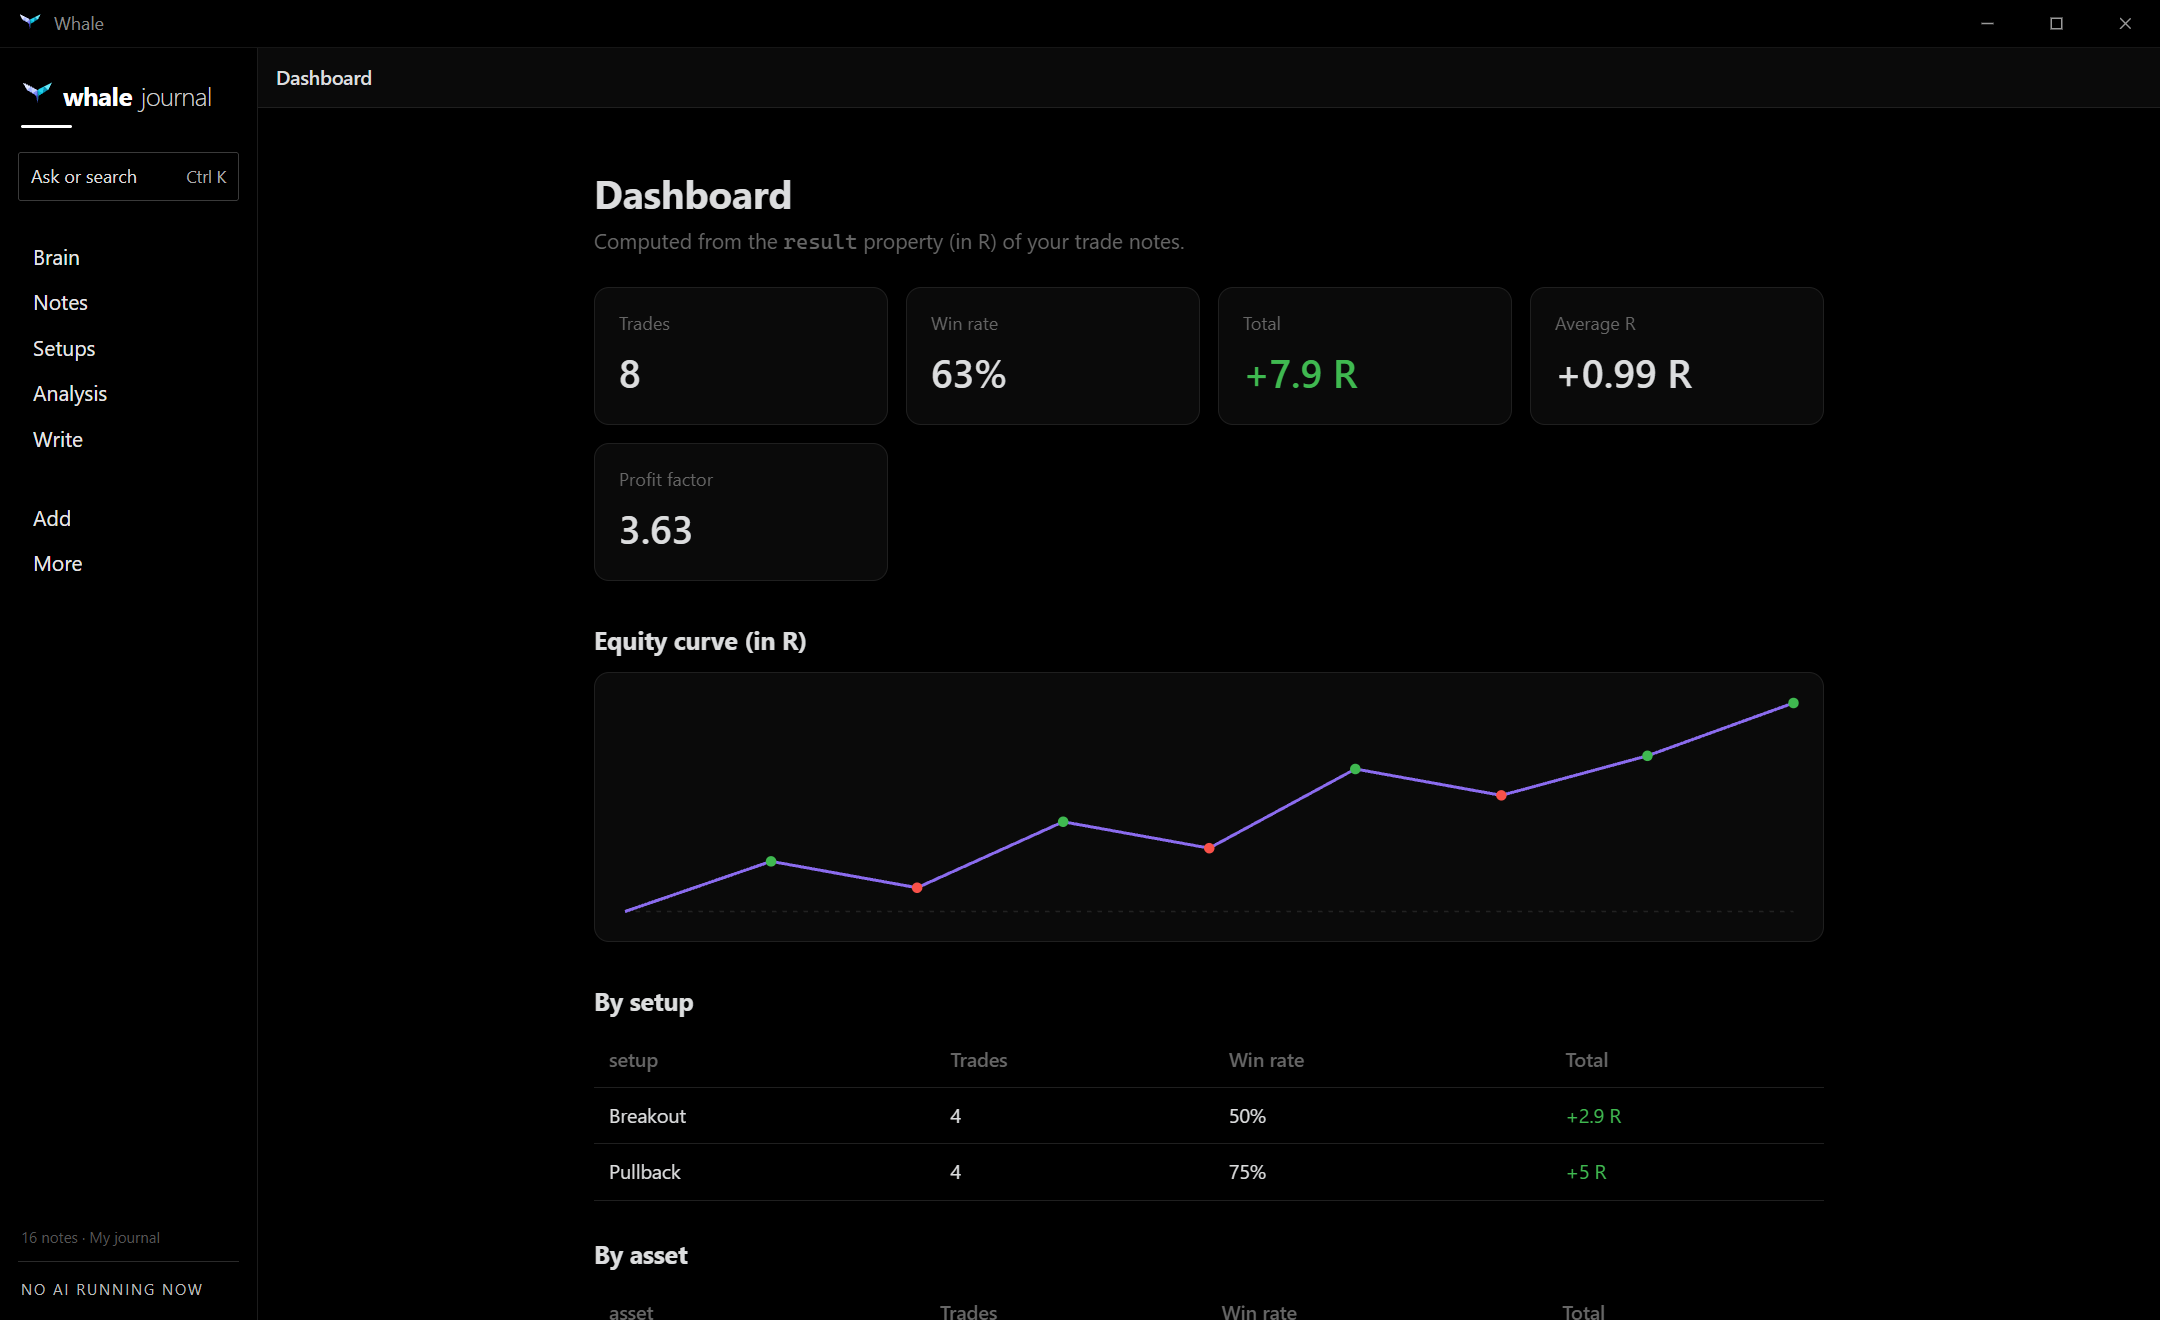 Whale
whale journal
Ask or search Ctrl K
Brain
Notes
Setups
Analysis
Write
Add
More
16 notes · My journal
NO AI RUNNING NOW
Dashboard
Dashboard
Computed from the result property (in R) of your trade notes.
Trades
8
Win rate
63%
Total
+7.9 R
Average R
+0.99 R
Profit factor
3.63
Equity curve (in R)
By setup
setup Trades Win rate Total
Breakout 4 50% +2.9 R
Pullback 4 75% +5 R
By asset
asset Trades Win rate Total